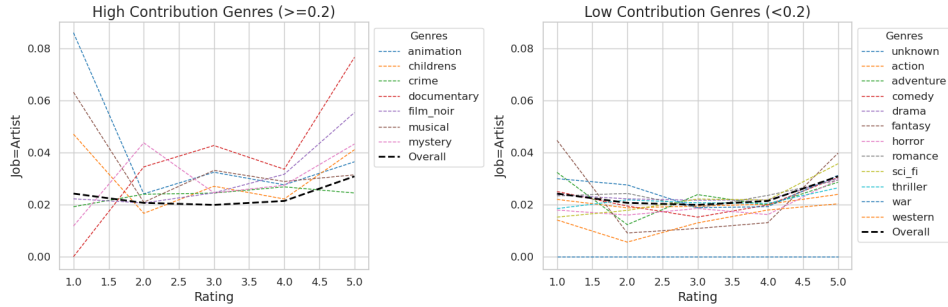 High Contribution Genres (>=0.2)
Job=Artist
0.08
0.06
0.04
0.02
0.00
1.0 1.5 2.0 2.5 3.0 3.5 4.0 4.5 5.0
Rating
Genres
animation
childrens
crime
documentary
film_noir
musical
mystery
Overall
Low Contribution Genres (<0.2)
Job=Artist
0.08
0.06
0.04
0.02
0.00
1.0 1.5 2.0 2.5 3.0 3.5 4.0 4.5 5.0
Rating
Genres
unknown
action
adventure
comedy
drama
fantasy
horror
romance
sci_fi
thriller
war
western
Overall